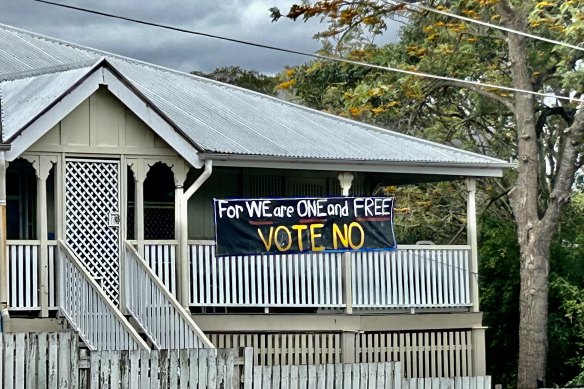 For WE are ONE and FREE
VOTE NO